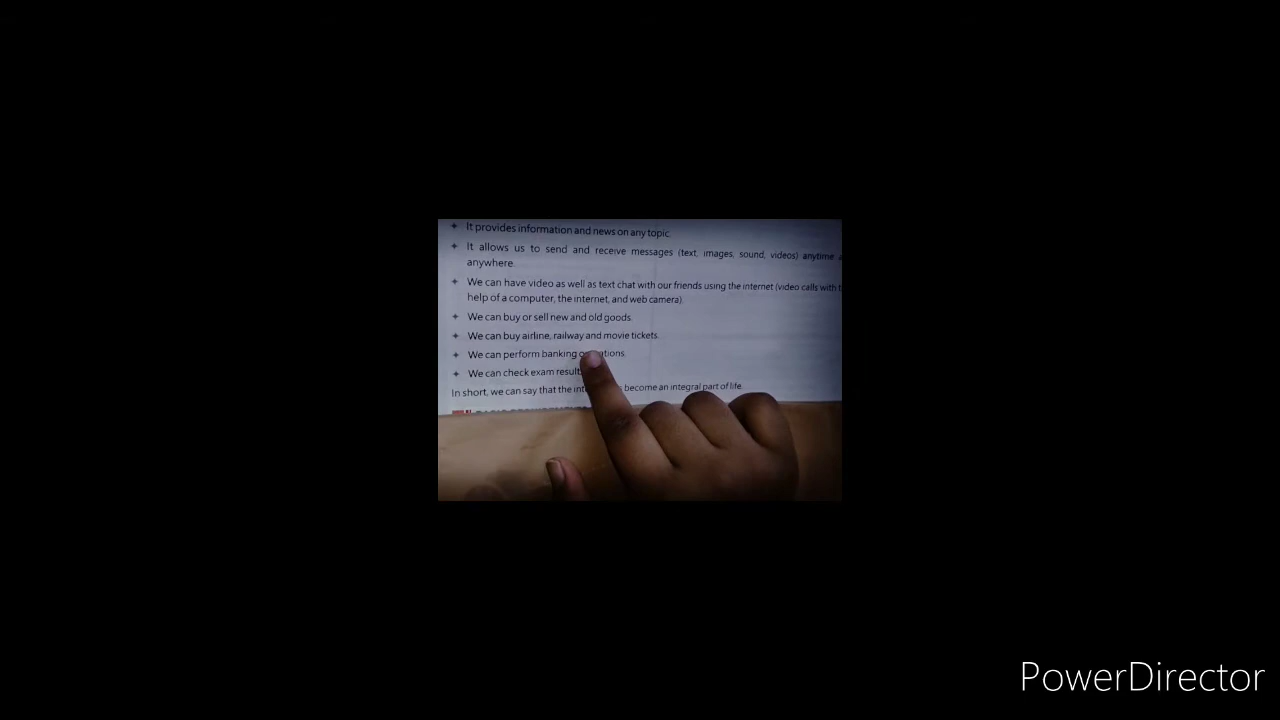 It provides information and news on any topic.
It allows us to send and receive messages (text, images, sound, videos) anytime
anywhere.
We can have video as well as text chat with our friends using the internet (video calls with
help of a computer, the internet, and web camera).
We can buy or sell new and old goods.
We can buy airline, railway and movie tickets.
We can perform banking
We can check exam
In short, we can say that the become an integral part of life.
PowerDirector